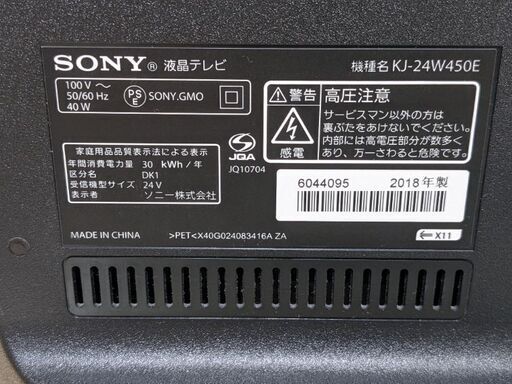 SONY® 液晶テレビ
機種名 KJ-24W450E
100 V～
50/60 Hz
40 W
PSE
SONY.GMO
警告
高圧注意
感電
サービスマン以外の方は
裏ぶたをあけないでください。
内部には高電圧部分が数多く
あり、万一さわると危険です。
家庭用品品質表示法による表示
年間消費電力量 30 kWh/年
区分名 DK1
受信機型サイズ 24V
表示者 ソニー株式会社
JQA
JQ10704
6044095 2018年製
MADE IN CHINA
>PET<X40G024083416A ZA
X11